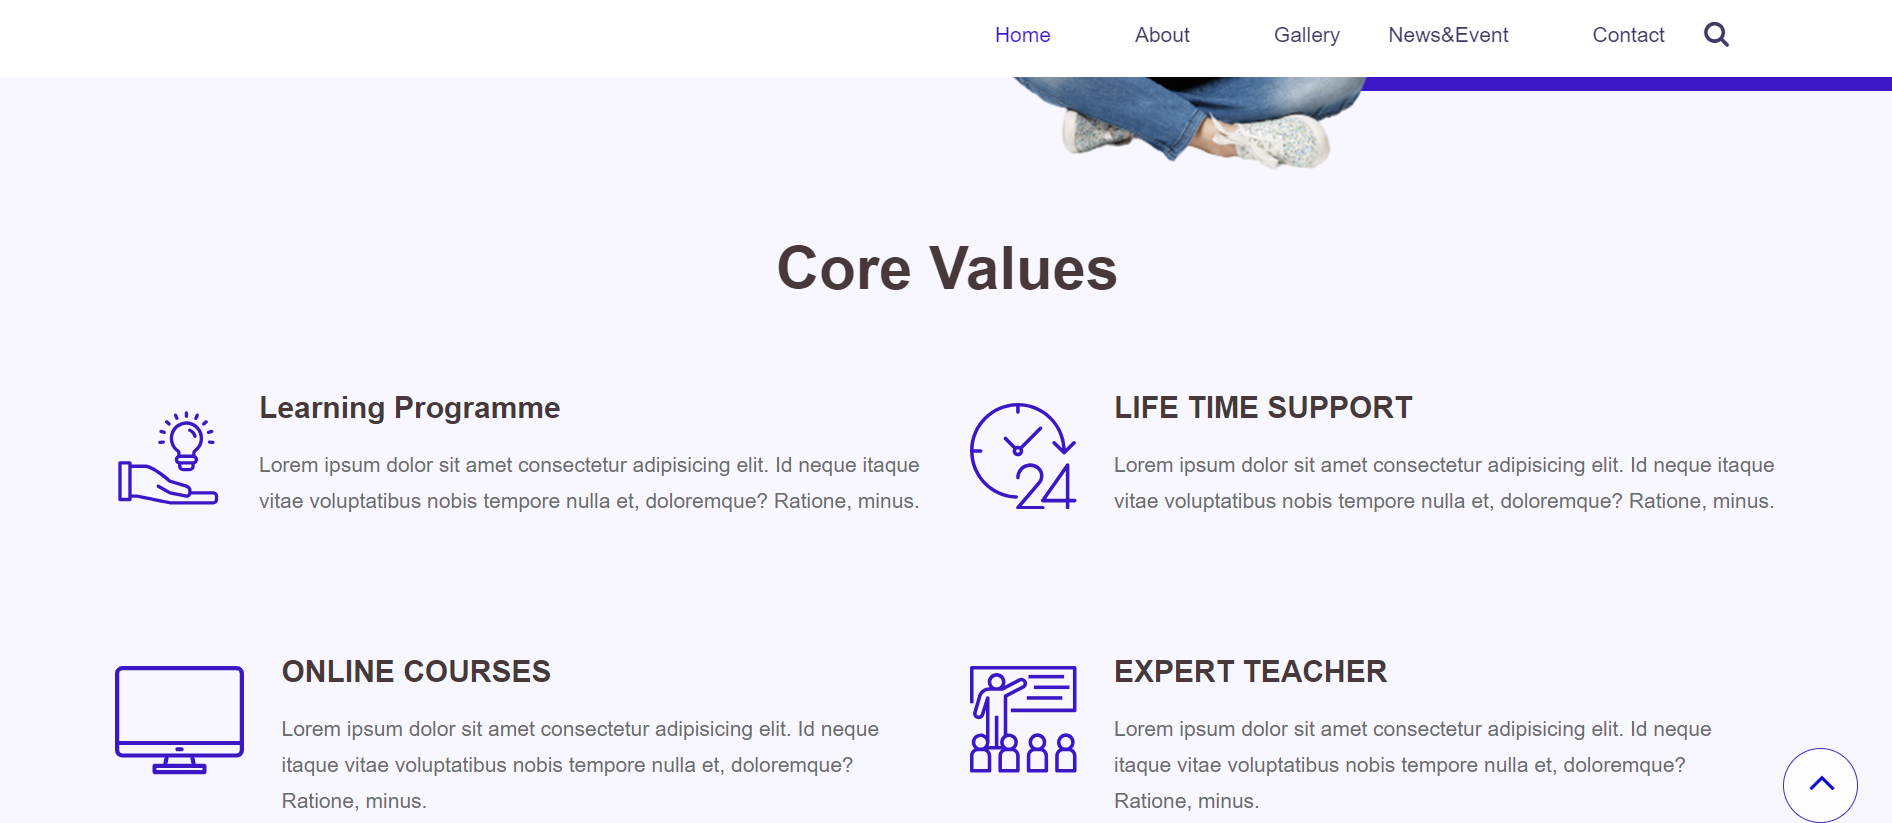 Home About Gallery News&Event Contact
Core Values
Learning Programme
Lorem ipsum dolor sit amet consectetur adipisicing elit. Id neque itaque
vitae voluptatibus nobis tempore nulla et, doloremque? Ratione, minus.
LIFE TIME SUPPORT
24
Lorem ipsum dolor sit amet consectetur adipisicing elit. Id neque itaque
vitae voluptatibus nobis tempore nulla et, doloremque? Ratione, minus.
ONLINE COURSES
Lorem ipsum dolor sit amet consectetur adipisicing elit. Id neque
itaque vitae voluptatibus nobis tempore nulla et, doloremque?
Ratione, minus.
EXPERT TEACHER
Lorem ipsum dolor sit amet consectetur adipisicing elit. Id neque
itaque vitae voluptatibus nobis tempore nulla et, doloremque?
Ratione, minus.